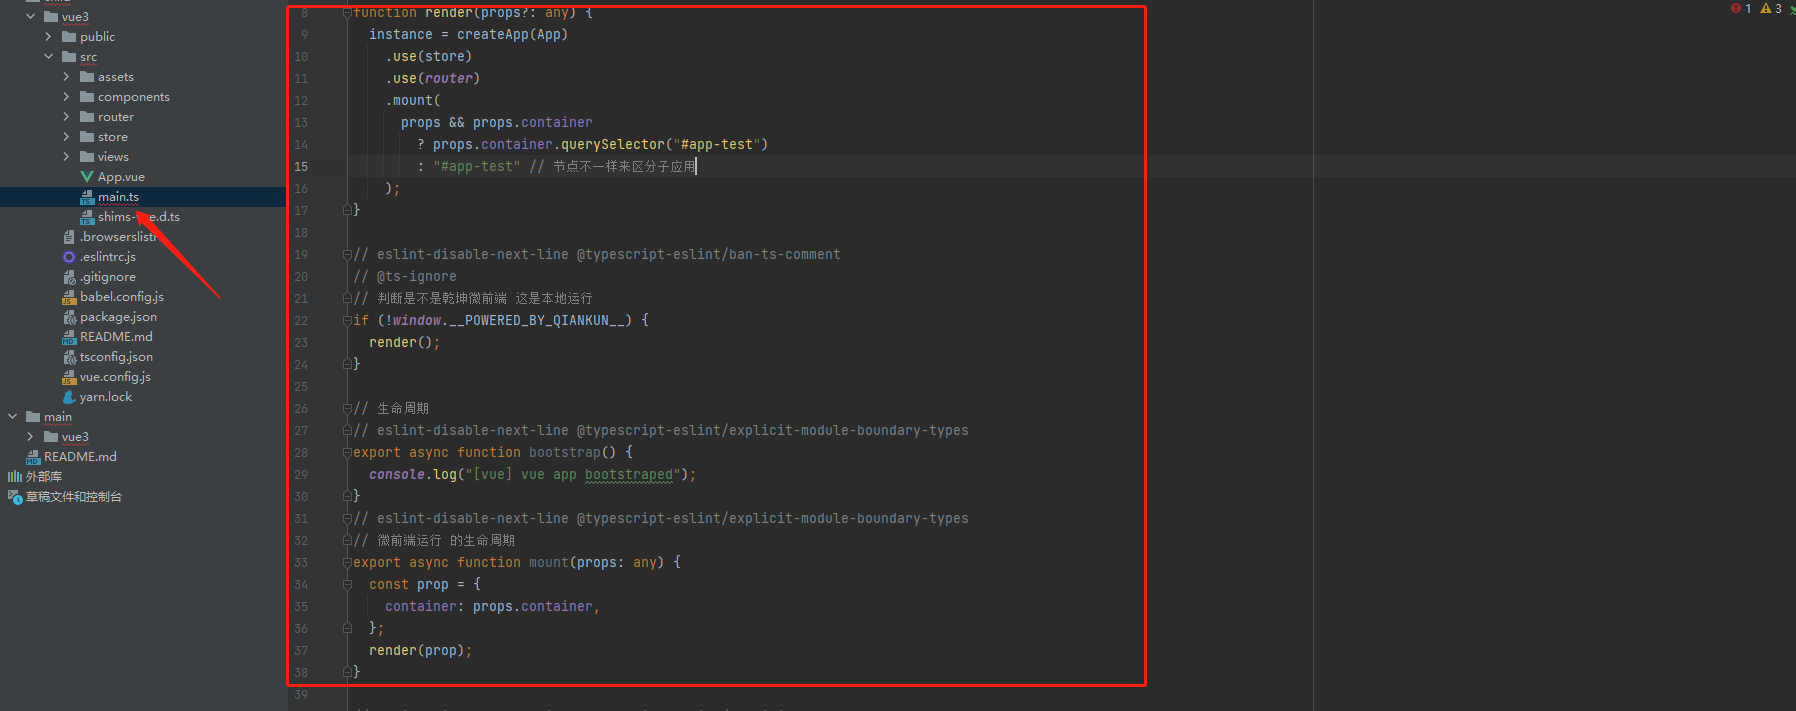 vue3
public
src
assets
components
router
store
views
App.vue
main.ts
shims-
e.d.ts
.browserslist
.eslintrc.js
.gitignore
babel.config.js
package.json
README.md
tsconfig.json
vue.config.js
yarn.lock
main
vue3
README.md
外部库
草稿文件和控制台
1 3
8 function render(props?: any) {
9 instance = createApp(App)
10 .use(store)
11 .use(router)
12 .mount(
13 props && props.container
14 ? props.container.querySelector("#app-test")
15 : "#app-test" // 节点不一样来区分子应用
16 );
17 }
18
19 // eslint-disable-next-line @typescript-eslint/ban-ts-comment
20 // @ts-ignore
21 // 判断是不是乾坤微前端 这是本地运行
22 if (!window.__POWERED_BY_QIANKUN__) {
23 render();
24 }
25
26 // 生命周期
27 // eslint-disable-next-line @typescript-eslint/explicit-module-boundary-types
28 export async function bootstrap() {
29 console.log("[vue] vue app bootstraped");
30 }
31 // eslint-disable-next-line @typescript-eslint/explicit-module-boundary-types
32 // 微前端运行 的生命周期
33 export async function mount(props: any) {
34 const prop = {
35 container: props.container,
36 };
37 render(prop);
38 }
39